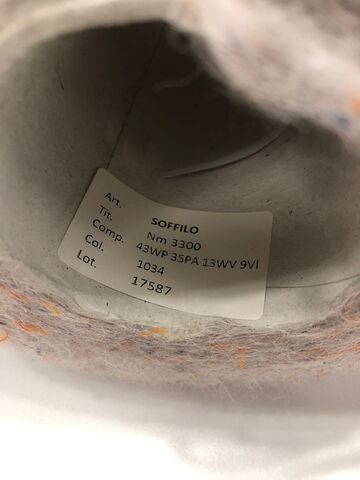 Art. SOFFILO
Tit. Nm 3300
Comp. 43WP 35PA 13WV 9VI
Col. 1034
Lot. 17587